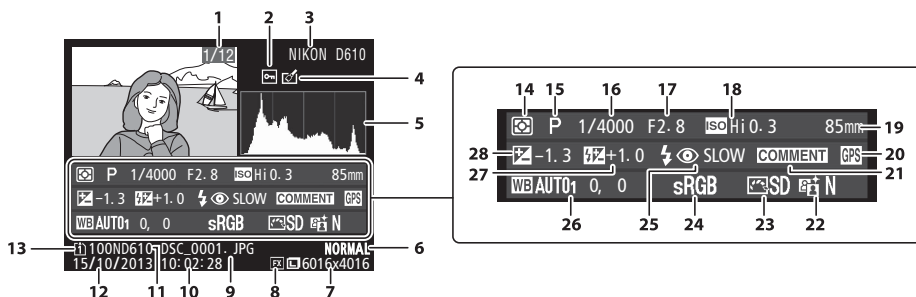 1 2 3
1/12 NIKON D610
4
5
P 1/4000 F2.8 ISO Hi 0.3 85mm
-1.3 +1.0 SLOW COMMENT GPS
WB AUTO1 0, 0 sRGB SD N
13 1 100ND610 DSC_0001.JPG NORMAL 6
15/10/2013 10:02:28 FX L 6016x4016
12 11 10 9 8 7
14 15 16 17 18
P 1/4000 F2.8 ISO Hi 0.3 85mm 19
28 -1.3 +1.0 SLOW COMMENT GPS 20
27 25 21
WB AUTO1 0, 0 sRGB SD N
26 24 23 22